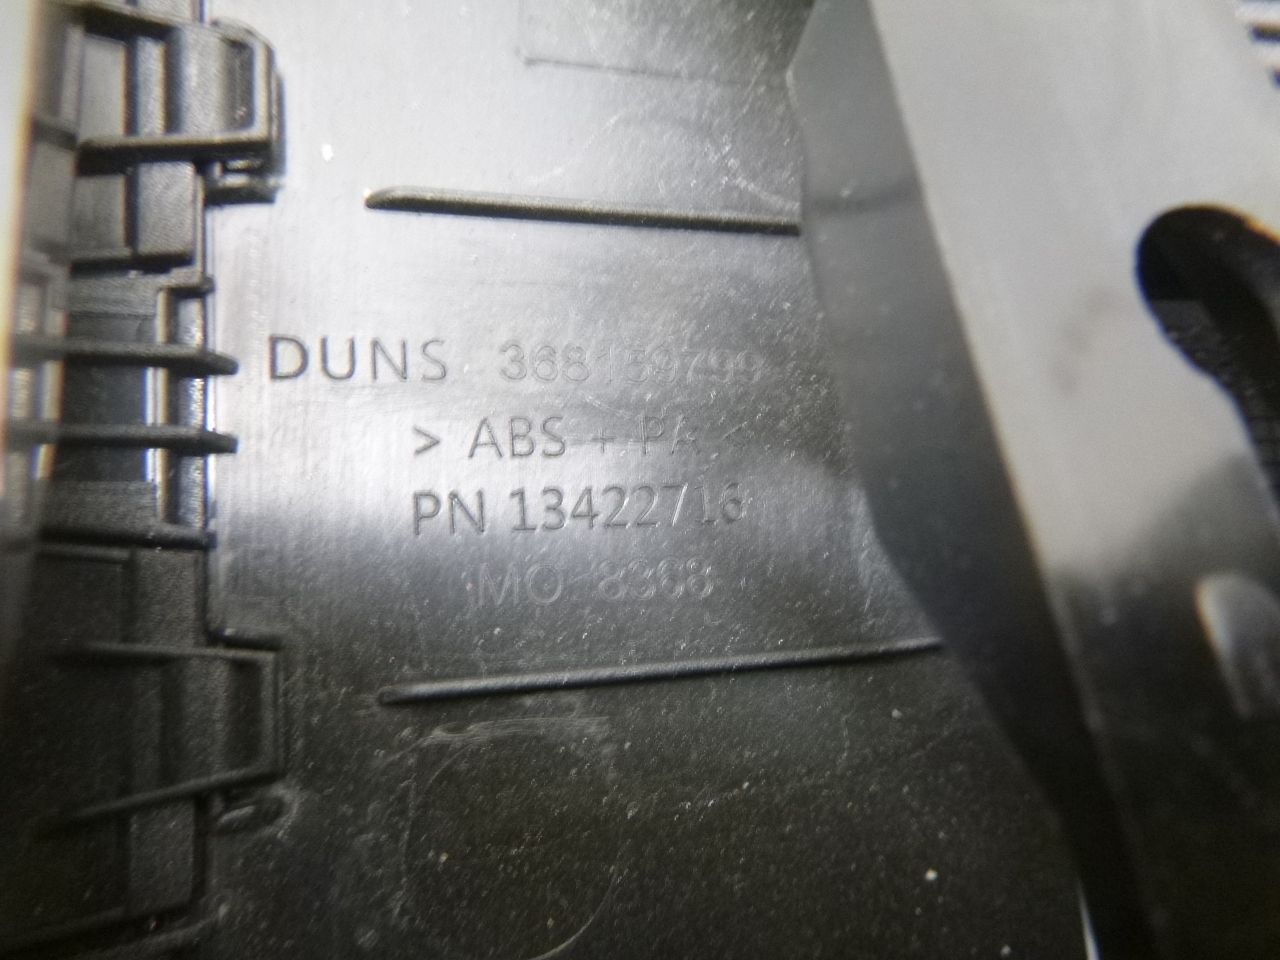 DUNS 368159799
> ABS + PA <
PN 13422716
MO 8368